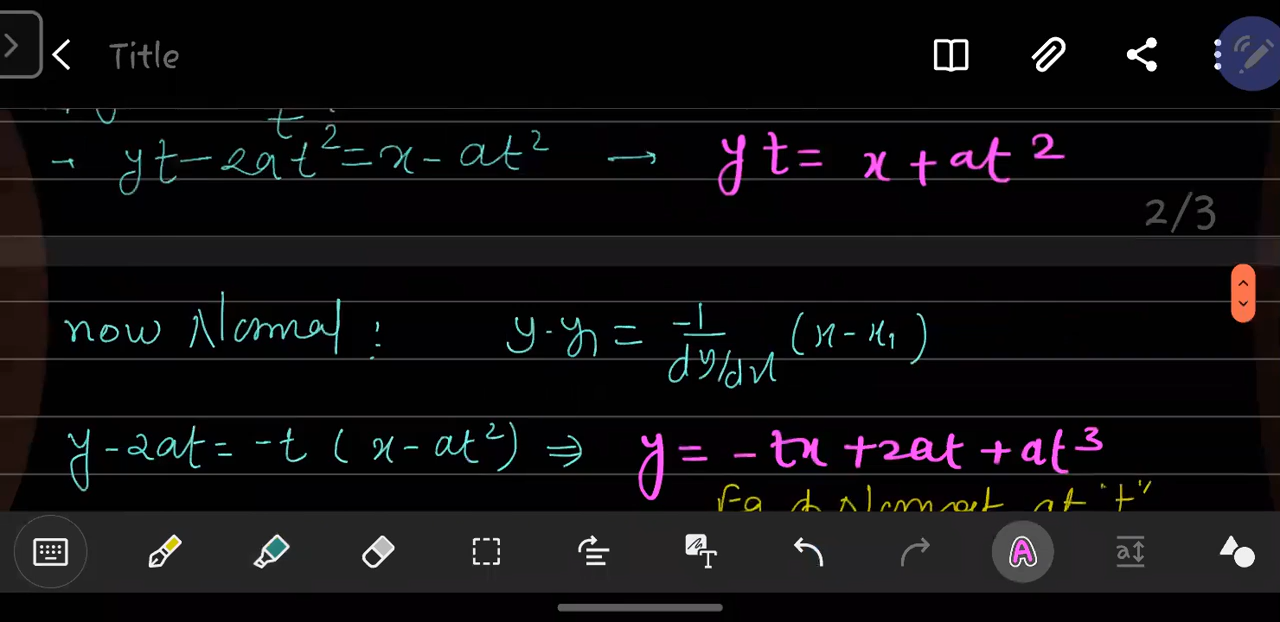 Title
→ yt - 2at² = x - at² → yt = x + at²
2/3
now Normal : y - y₁ = -1/(dy/dx) (x - x₁)
y - 2at = -t (x - at²) ⇒ y = -tx + 2at + at³
at "t"